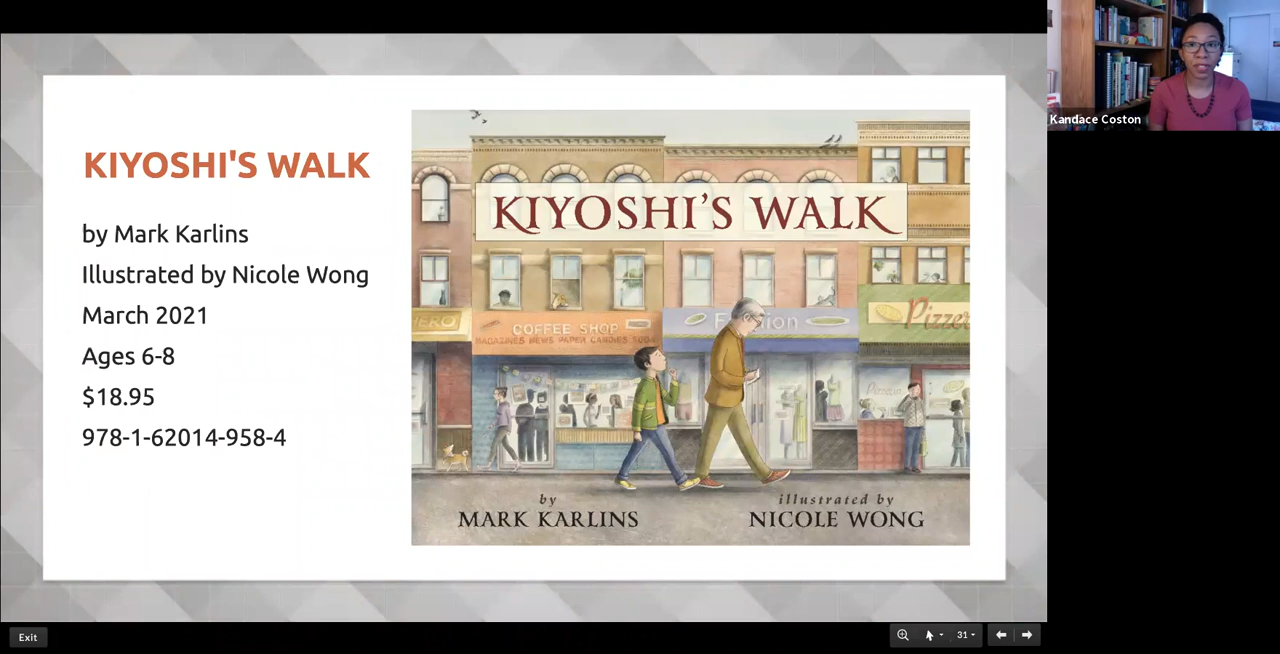 Kandace Coston
KIYOSHI'S WALK
by Mark Karlins
Illustrated by Nicole Wong
March 2021
Ages 6-8
$18.95
978-1-62014-958-4
KIYOSHI'S WALK
COFFEE SHOP
MAGAZINES NEWS PAPER CANDIES
Fashion
by
MARK KARLINS
illustrated by
NICOLE WONG
Exit
31